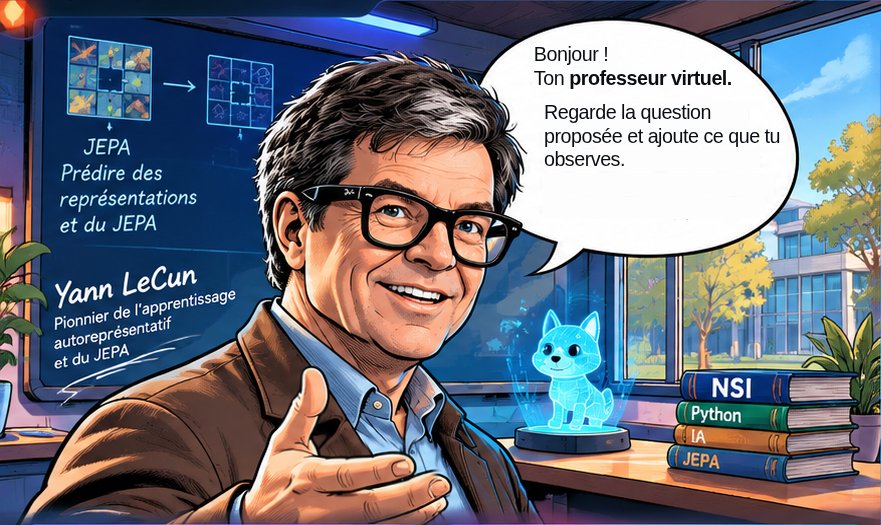 Bonjour !
Ton professeur virtuel.
Regarde la question
proposée et ajoute ce que tu
observes.
JEPA
Prédire des
représentations
et du JEPA
Yann LeCun
Pionnier de l'apprentissage
autoreprésentatif
et du JEPA
NSI
Python
IA
JEPA